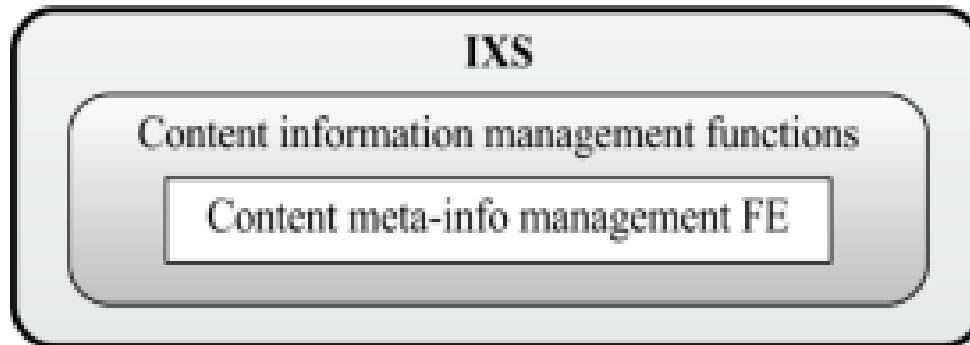 IXS
Content information management functions
Content meta-info management FE